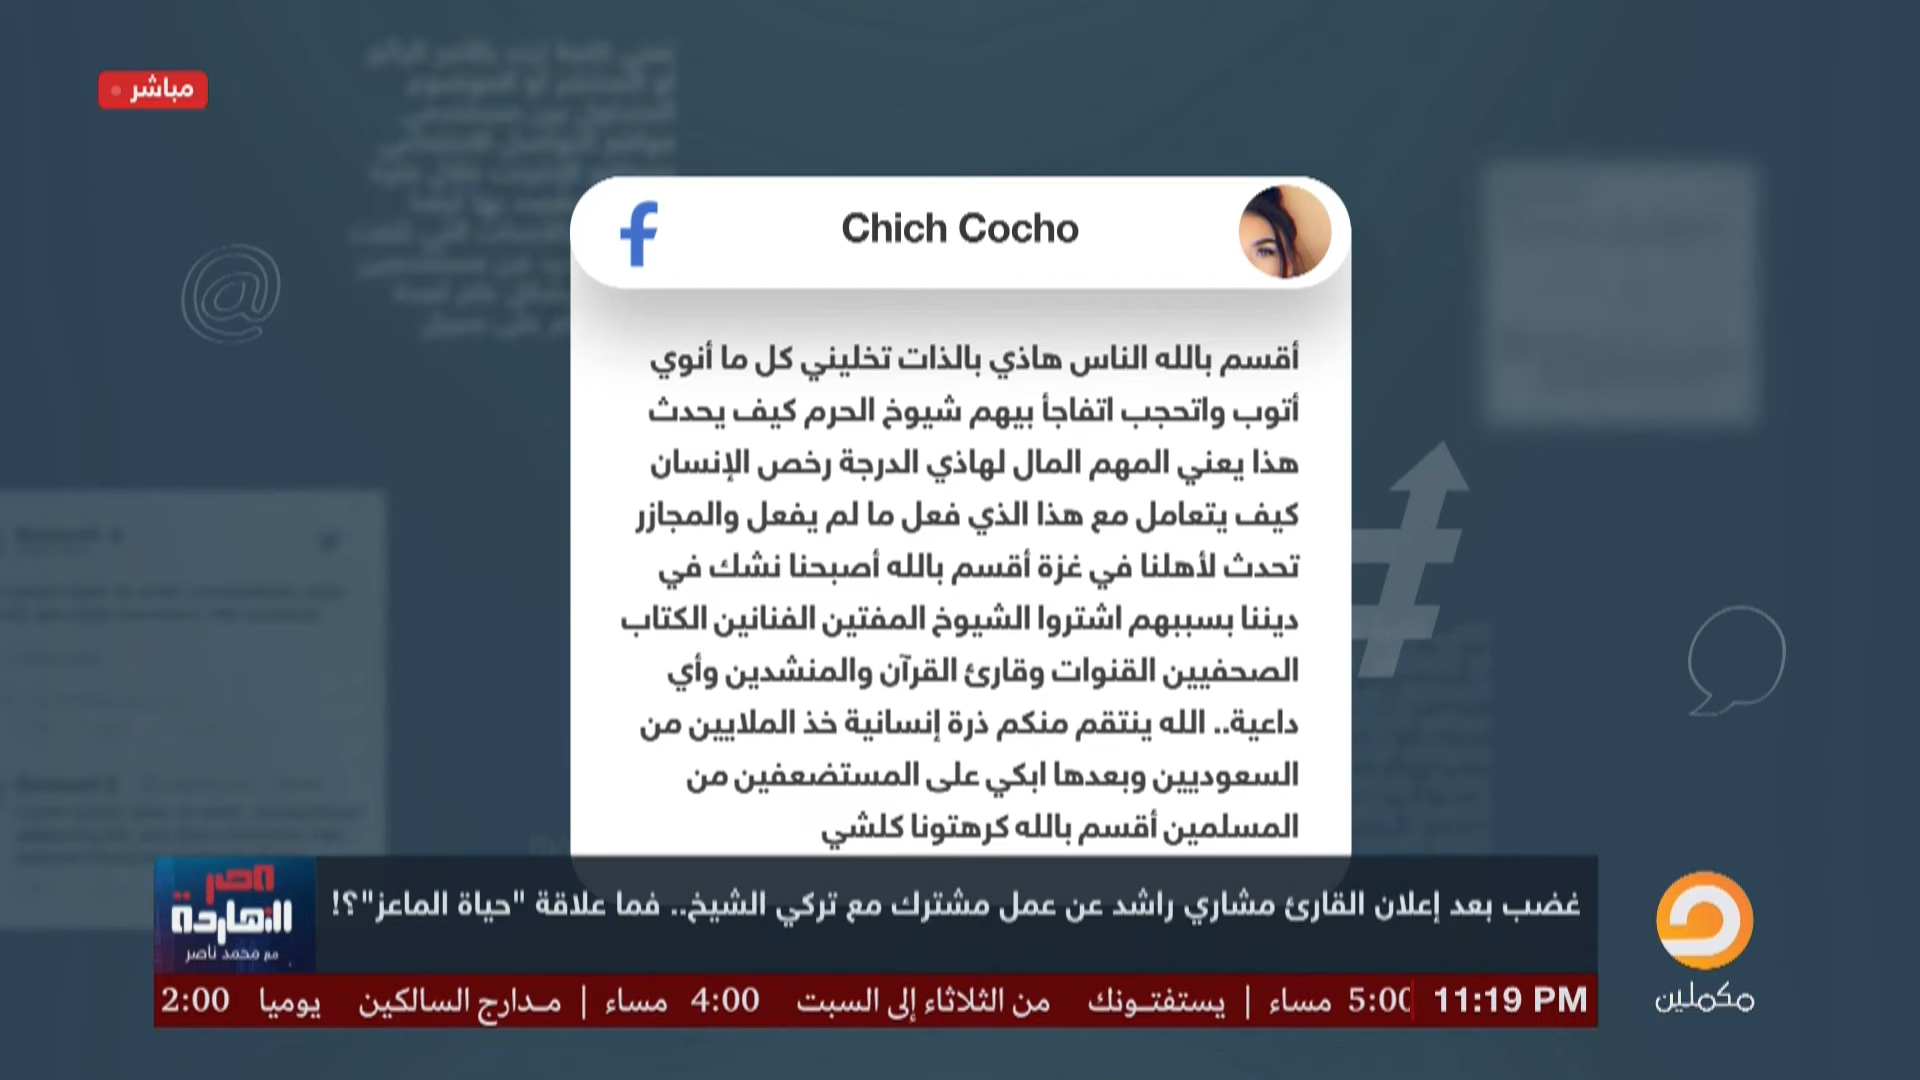 مباشر
Chich Cocho
أقسم بالله الناس هاذي بالذات تخليني كل ما أنوي
أتوب واتحجب اتفاجأ بيهم شيوخ الحرم كيف يحدث
هذا يعني المهم المال لهاذي الدرجة رخص الإنسان
كيف يتعامل مع هذا الذي فعل ما لم يفعل والمجازر
تحدث لأهلنا في غزة أقسم بالله أصبحنا نشك في
ديننا بسببهم اشتروا الشيوخ المفتين الفنانين الكتاب
الصحفيين القنوات وقارئ القرآن والمنشدين وأي
داعية.. الله ينتقم منكم ذرة إنسانية خذ الملايين من
السعوديين وبعدها ابكي على المستضعفين من
المسلمين أقسم بالله كرهتونا كلشي
غضب بعد إعلان القارئ مشاري راشد عن عمل مشترك مع تركي الشيخ.. فما علاقة "حياة الماعز"؟!
مصر
النهاردة
مع محمد ناصر
11:19 PM
5:00 مساء | يستفتــونك من الثلاثاء إلى السبت 4:00 مساء | مـدارج السالكين يوميا 2:00
مكملين